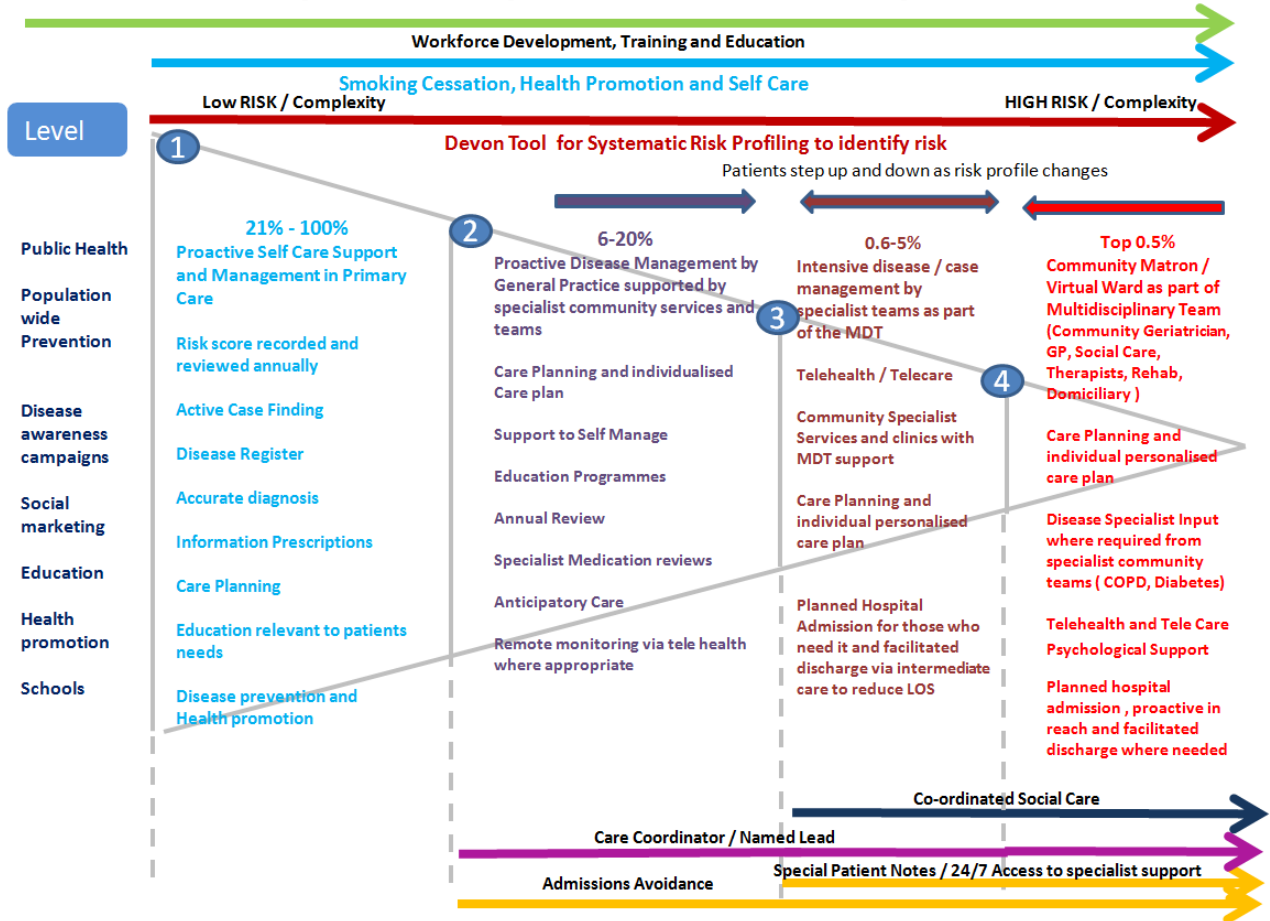 Workforce Development, Training and Education
Smoking Cessation, Health Promotion and Self Care
Low RISK / Complexity
HIGH RISK / Complexity
Level
Devon Tool for Systematic Risk Profiling to identify risk
Patients step up and down as risk profile changes
1
2
3
4
Public Health
Population
wide
Prevention
Disease
awareness
campaigns
Social
marketing
Education
Health
promotion
Schools
21% - 100%
Proactive Self Care Support
and Management in Primary
Care
Risk score recorded and
reviewed annually
Active Case Finding
Disease Register
Accurate diagnosis
Information Prescriptions
Care Planning
Education relevant to patients
needs
Disease prevention and
Health promotion
6-20%
Proactive Disease Management by
General Practice supported by
specialist community services and
teams
Care Planning and individualised
Care plan
Support to Self Manage
Education Programmes
Annual Review
Specialist Medication reviews
Anticipatory Care
Remote monitoring via tele health
where appropriate
0.6-5%
Intensive disease / case
management by
specialist teams as part
of the MDT
Telehealth / Telecare
Community Specialist
Services and clinics with
MDT support
Care Planning and
individual personalised
care plan
Planned Hospital
Admission for those who
need it and facilitated
discharge via intermediate
care to reduce LOS
Top 0.5%
Community Matron /
Virtual Ward as part of
Multidisciplinary Team
(Community Geriatrician,
GP, Social Care,
Therapists, Rehab,
Domiciliary )
Care Planning and
individual personalised
care plan
Disease Specialist Input
where required from
specialist community
teams ( COPD, Diabetes)
Telehealth and Tele Care
Psychological Support
Planned hospital
admission , proactive in
reach and facilitated
discharge where needed
Co-ordinated Social Care
Care Coordinator / Named Lead
Special Patient Notes / 24/7 Access to specialist support
Admissions Avoidance